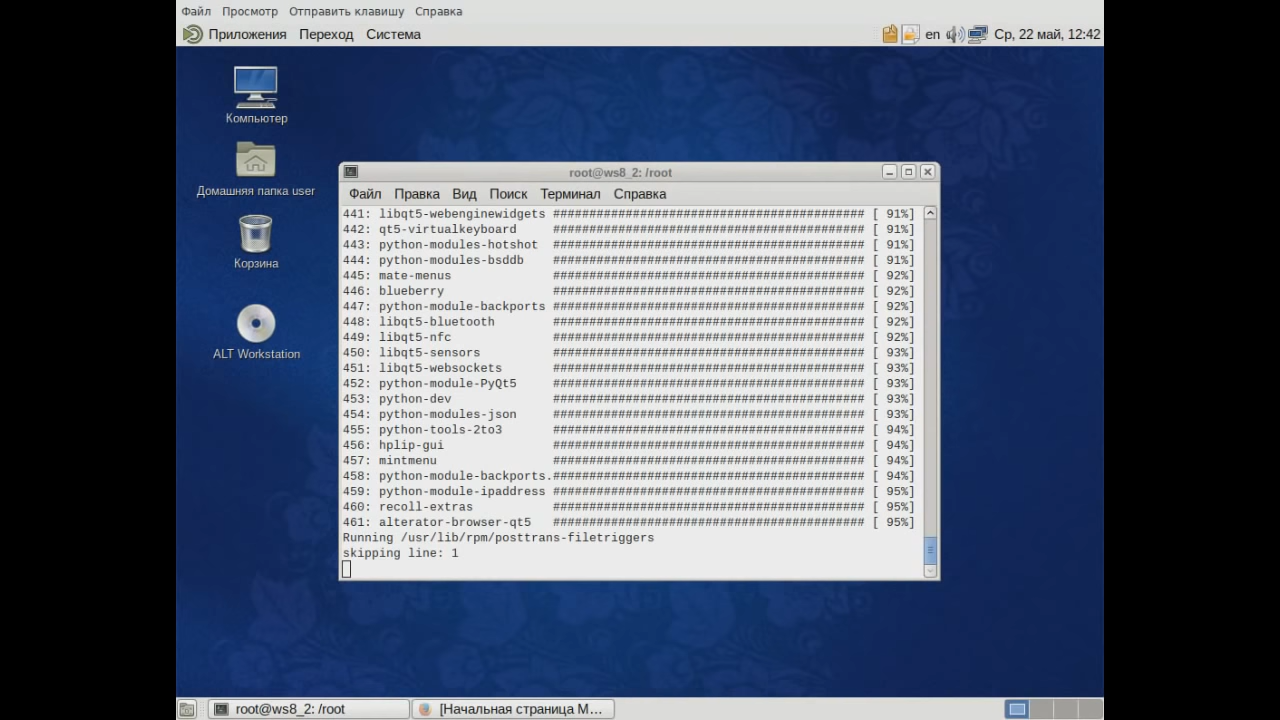 Файл Просмотр Отправить клавишу Справка
Приложения Переход Система en Ср, 22 май, 12:42
Компьютер
Домашняя папка user
Корзина
ALT Workstation
root@ws8_2: /root
Файл Правка Вид Поиск Терминал Справка
441: libqt5-webenginewidgets ########################################### [ 91%]
442: qt5-virtualkeyboard ########################################### [ 91%]
443: python-modules-hotshot ########################################### [ 91%]
444: python-modules-bsddb ########################################### [ 91%]
445: mate-menus ########################################### [ 92%]
446: blueberry ########################################### [ 92%]
447: python-module-backports ########################################### [ 92%]
448: libqt5-bluetooth ########################################### [ 92%]
449: libqt5-nfc ########################################### [ 92%]
450: libqt5-sensors ########################################### [ 93%]
451: libqt5-websockets ########################################### [ 93%]
452: python-module-PyQt5 ########################################### [ 93%]
453: python-dev ########################################### [ 93%]
454: python-modules-json ########################################### [ 93%]
455: python-tools-2to3 ########################################### [ 94%]
456: hplip-gui ########################################### [ 94%]
457: mintmenu ########################################### [ 94%]
458: python-module-backports.########################################### [ 94%]
459: python-module-ipaddress ########################################### [ 95%]
460: recoll-extras ########################################### [ 95%]
461: alterator-browser-qt5 ########################################### [ 95%]
Running /usr/lib/rpm/posttrans-filetriggers
skipping line: 1
root@ws8_2: /root [Начальная страница M…